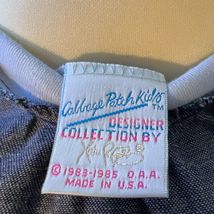 Cabbage Patch Kids™
DESIGNER
COLLECTION BY
© 1983-1985 O.A.A.
MADE IN U.S.A.